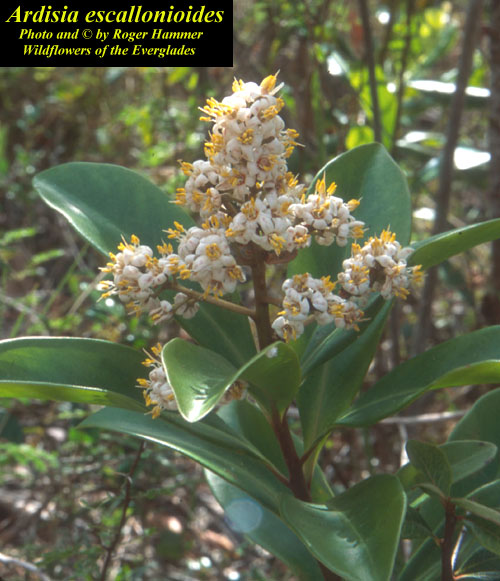 Ardisia escallonioides
Photo and © by Roger Hammer
Wildflowers of the Everglades